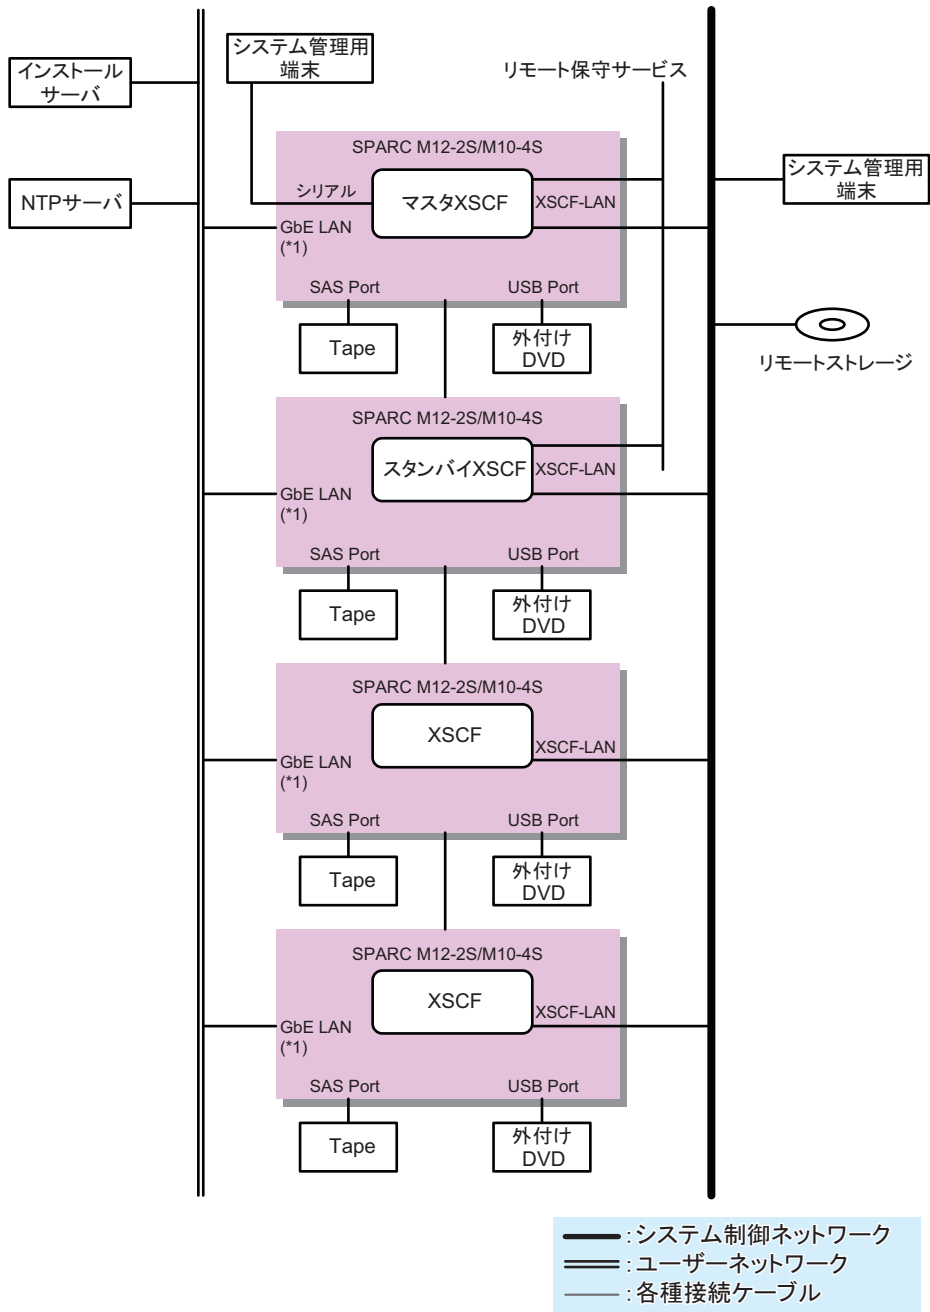 システム管理用
端末
インストール
サーバ
リモート保守サービス
SPARC M12-2S/M10-4S
システム管理用
端末
NTPサーバ
シリアル
マスタXSCF
XSCF-LAN
GbE LAN
(*1)
SAS Port
USB Port
Tape
外付け
DVD
リモートストレージ
SPARC M12-2S/M10-4S
スタンバイXSCF
XSCF-LAN
GbE LAN
(*1)
SAS Port
USB Port
Tape
外付け
DVD
SPARC M12-2S/M10-4S
XSCF
XSCF-LAN
GbE LAN
(*1)
SAS Port
USB Port
Tape
外付け
DVD
SPARC M12-2S/M10-4S
XSCF
XSCF-LAN
GbE LAN
(*1)
SAS Port
USB Port
Tape
外付け
DVD
:システム制御ネットワーク
:ユーザーネットワーク
:各種接続ケーブル